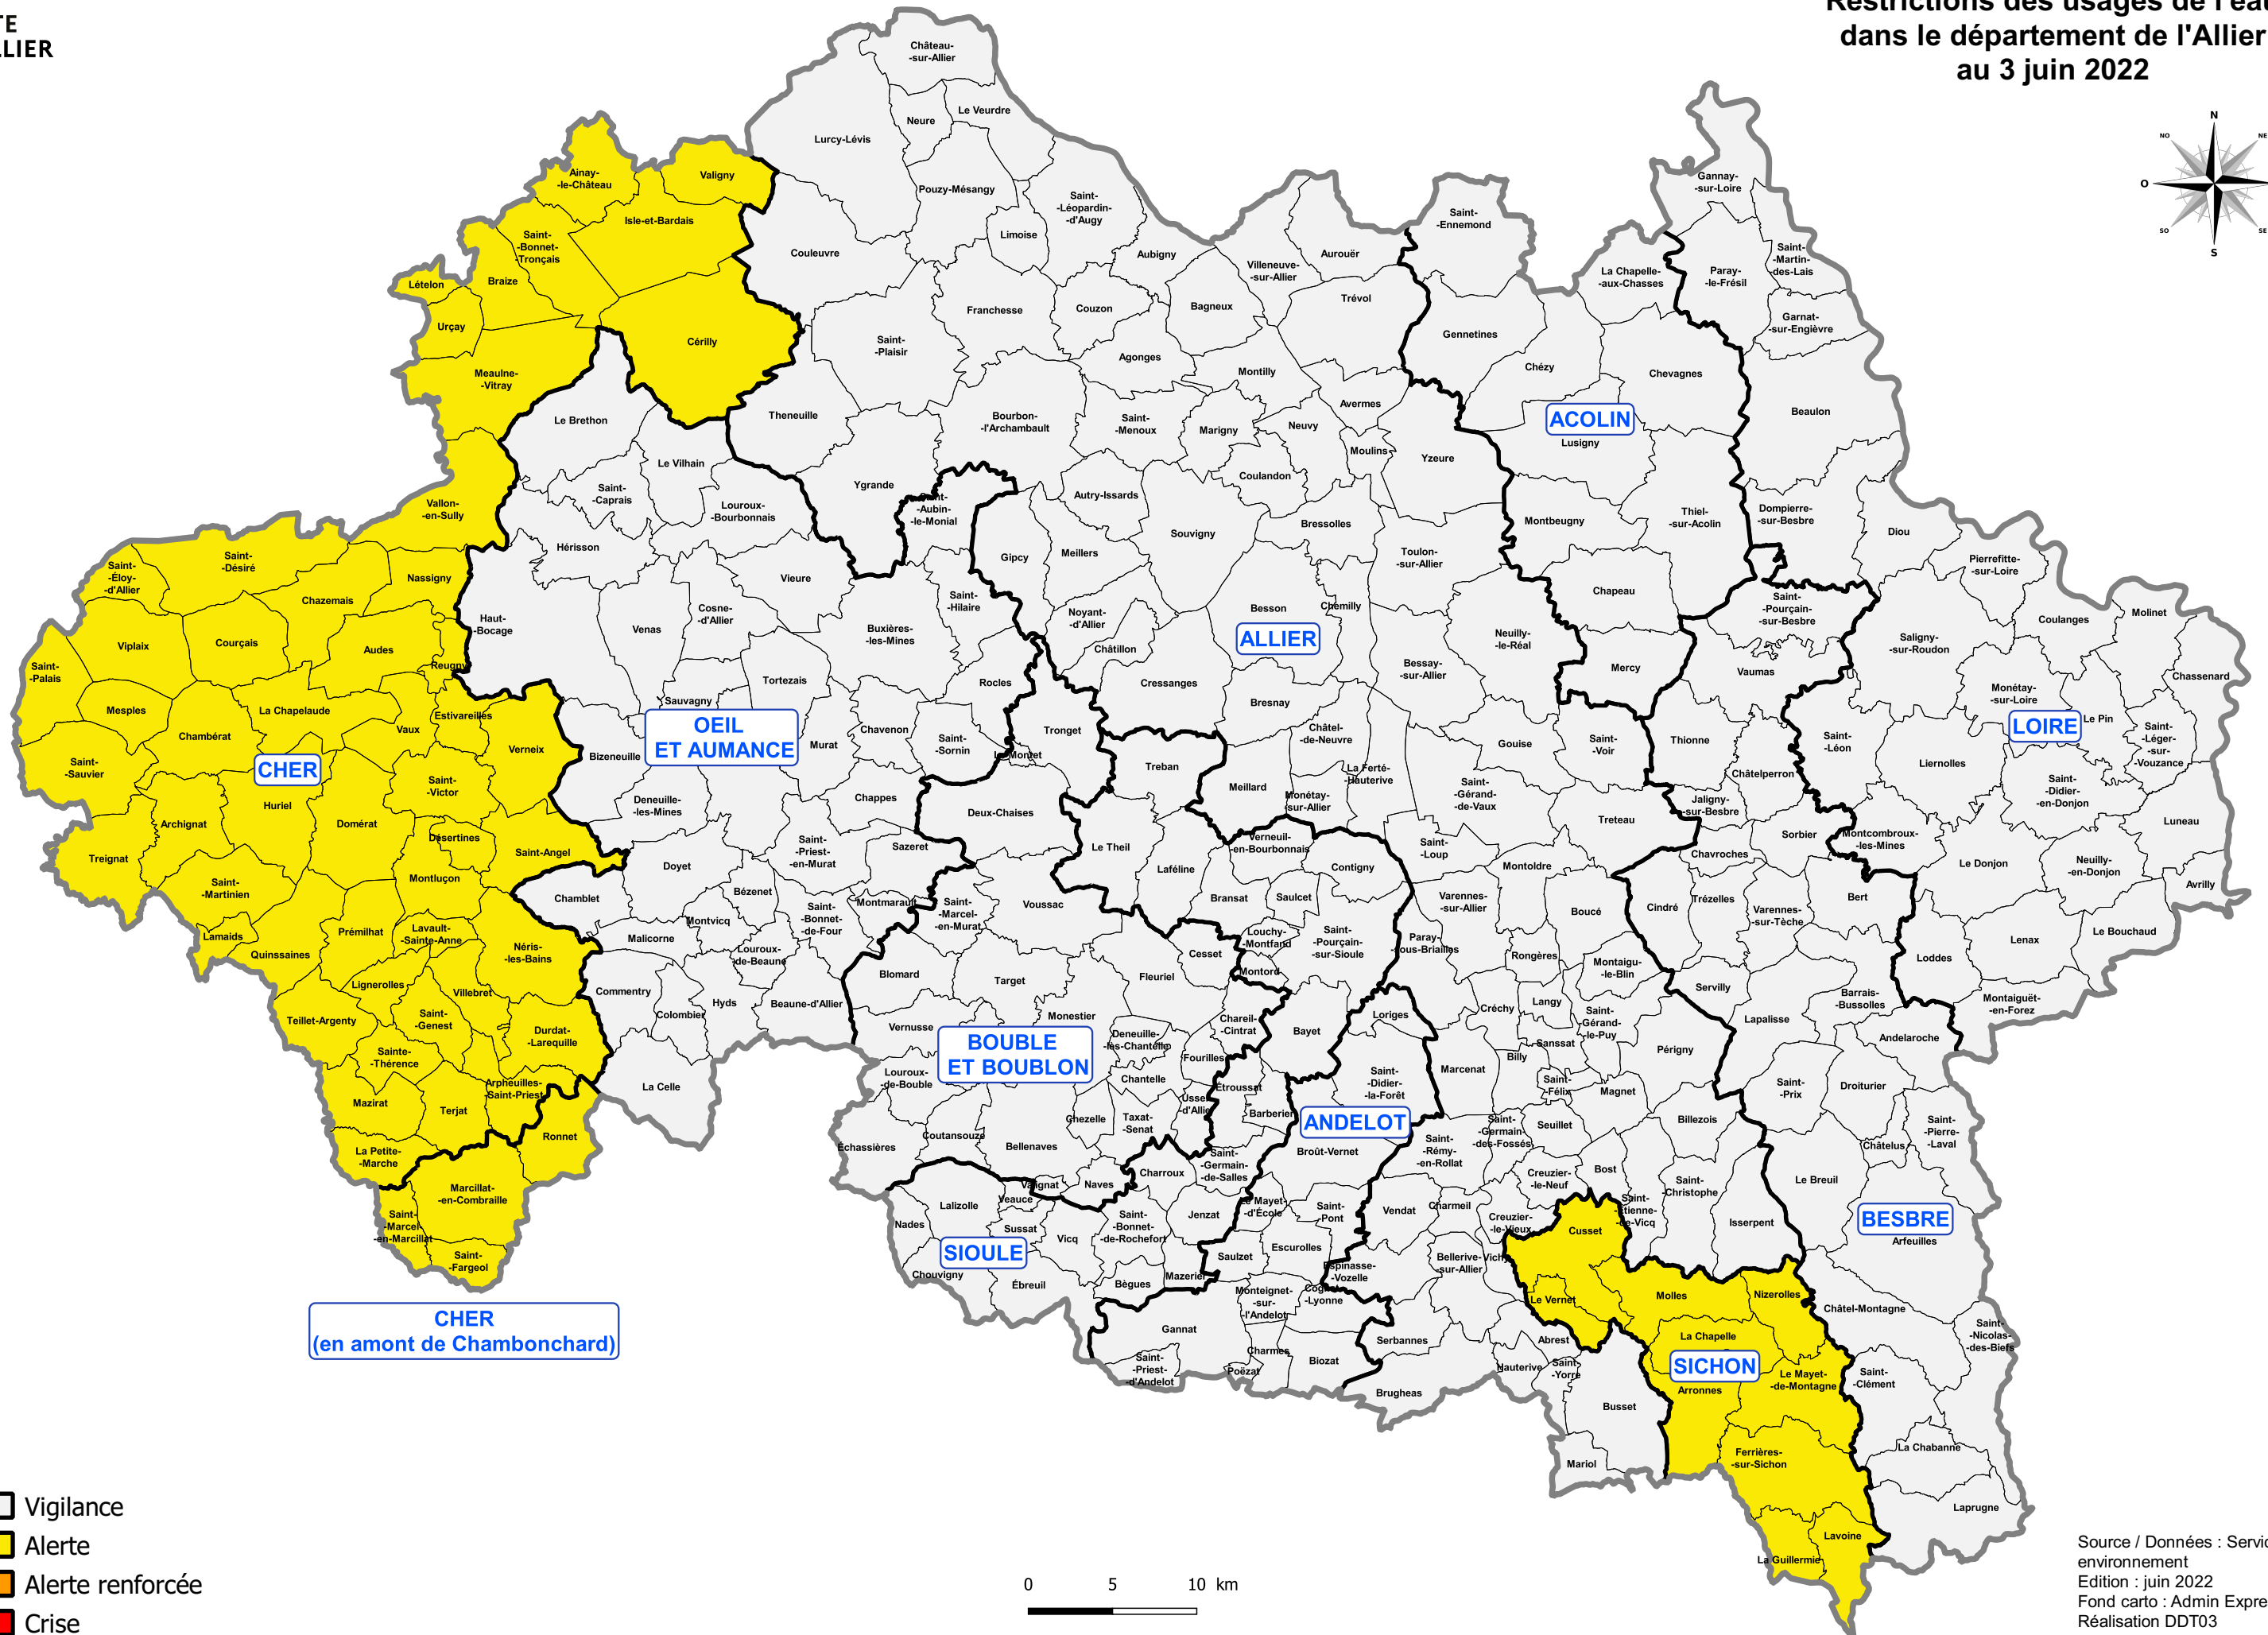 TE
LLIER
Restrictions des usages de l'eau
dans le département de l'Allier
au 3 juin 2022
N
NO
NE
O
SO
SE
S
Château-
-sur-Allier
Le Veurdre
Neure
Lurcy-Lévis
Pouzy-Mésangy
Saint-
-Léopardin-
-d'Augy
Limoise
Couleuvre
Aubigny
Ainay-
-le-Château
Valigny
Isle-et-Bardais
Saint-
-Bonnet-
-Tronçais
Braize
Lételon
Urçay
Cérilly
Meaulne-
-Vitray
Villeneuve-
-sur-Allier
Aurouër
Trévol
Saint-
-Ennemond
Gannay-
-sur-Loire
La Chapelle-
-aux-Chasses
Paray-
-le-Frésil
Saint-
-Martin-
-des-Lais
Garnat-
-sur-Engièvre
Franchesse
Couzon
Bagneux
Saint-
-Plaisir
Agonges
Montilly
Gennetines
Chézy
Chevagnes
Beaulon
ACOLIN
Lusigny
Le Brethon
Theneuille
Bourbon-
-l'Archambault
Saint-
-Menoux
Marigny
Neuvy
Avermes
Moulins
Yzeure
Coulandon
Le Vilhain
Saint-
-Caprais
Louroux-
-Bourbonnais
Ygrande
Saint-
-Aubin-
-le-Monial
Autry-Issards
Souvigny
Bressolles
Toulon-
-sur-Allier
Montbeugny
Thiel-
-sur-Acolin
Dompierre-
-sur-Besbre
Diou
Pierrefitte-
-sur-Loire
Vallon-
-en-Sully
Hérisson
Vieure
Gipcy
Meillers
Saint-
-Éloy-
-d'Allier
Saint-
-Désiré
Nassigny
Chazemais
Haut-
-Bocage
Venas
Cosne-
-d'Allier
Saint-
-Hilaire
Buxières-
-les-Mines
Noyant-
-d'Allier
Châtillon
Besson
Chemilly
ALLIER
Neuilly-
-le-Réal
Chapeau
Saint-
-Pourçain-
-sur-Besbre
Saligny-
-sur-Roudon
Coulanges
Molinet
Chassenard
Viplaix
Courçais
Audes
Reugny
Saint-
-Palais
Mesples
La Chapelaude
Estivareilles
Vaux
Chambérat
Verneix
CHER
Sauvagny
Tortezais
Rocles
Cressanges
Bresnay
Bessay-
-sur-Allier
Mercy
Vaumas
Monétay-
-sur-Loire
Le Pin
LOIRE
OEIL
ET AUMANCE
Bizeneuille
Murat
Chavenon
Saint-
-Sornin
Tronget
Le Montet
Treban
Châtel-
-de-Neuvre
La Ferté-
-Hauterive
Gouise
Saint-
-Voir
Thionne
Châtelperron
Saint-
-Léon
Liernolles
Saint-
-Léger-
-sur-
-Vouzance
Saint-
-Didier-
-en-Donjon
Saint-
-Sauvier
Saint-
-Victor
Huriel
Archignat
Domérat
Treignat
Désertines
Saint-Angel
Deneuille-
-les-Mines
Chappes
Deux-Chaises
Meillard
Monétay-
-sur-Allier
Saint-
-Gérand-
-de-Vaux
Treteau
Jaligny-
-sur-Besbre
Sorbier
Montcombroux-
-les-Mines
Luneau
Le Donjon
Neuilly-
-en-Donjon
Avrilly
Saint-
-Priest-
-en-Murat
Sazeret
Le Theil
Verneuil-
-en-Bourbonnais
Contigny
Saint-
-Loup
Montoldre
Chavroches
Doyet
Laféline
Saint-
-Martinien
Montluçon
Chamblet
Bézenet
Montmarault
Saint-
-Marcel-
-en-Murat
Voussac
Bransat
Saulcet
Varennes-
-sur-Allier
Boucé
Cindré
Trézelles
Varennes-
-sur-Tèche
Bert
Lamaids
Quinssaines
Prémilhat
Lavault-
-Sainte-Anne
Néris-
-les-Bains
Malicorne
Montvicq
Saint-
-Bonnet-
-de-Four
Louroux-
-de-Beaune
Louchy-
-Montfand
Saint-
-Pourçain-
-sur-Sioule
Paray-
-sous-Briailles
Cesset
Montord
Rongères
Montaigu-
-le-Blin
Servilly
Loddes
Lenax
Le Bouchaud
Blomard
Target
Fleuriel
Lignerolles
Villebret
Commentry
Colombier
Hyds
Beaune-d'Allier
Vernusse
Monestier
Chareil-
-Cintrat
Bayet
Loriges
Créchy
Langy
Saint-
-Gérand-
-le-Puy
Barrais-
-Bussolles
Lapalisse
Montaiguët-
-en-Forez
Andelaroche
Teillet-Argenty
Saint-
-Genest
Durdat-
-Larequille
BOUBLE
ET BOUBLON
Deneuille-
-lès-Chantelle
Fourilles
Sanssat
Billy
Périgny
Sainte-
-Thérence
Louroux-
-de-Bouble
Chantelle
Étroussat
Saint-
-Didier-
-la-Forêt
Marcenat
Saint-
-Félix
Magnet
Saint-
-Prix
Droiturier
La Celle
Mazirat
Terjat
Arpheuilles-
-Saint-Priest
Ussel-
-d'Allier
Barberier
ANDELOT
Ronnet
Échassières
Coutansouze
Bellenaves
Chezelle
Taxat-
-Senat
Broût-Vernet
Saint-
-Rémy-
-en-Rollat
Saint-
-Germain-
-des-Fossés
Seuillet
Billezois
Saint-
-Pierre-
-Laval
Châtelus
La Petite-
-Marche
Marcillat-
-en-Combraille
Saint-
-Marcel-
-en-Marcillat
Saint-
-Fargeol
Charroux
Saint-
-Germain-
-de-Salles
Naves
Valignat
Veauce
Lalizolle
Nades
Sussat
Vicq
Saint-
-Bonnet-
-de-Rochefort
Jenzat
Le Mayet-
-d'École
Saint-
-Pont
Vendat
Charmeil
Creuzier-
-le-Neuf
Bost
Creuzier-
-le-Vieux
Saint-
-Étienne-
-de-Vicq
Saint-
-Christophe
Isserpent
Le Breuil
BESBRE
Arfeuilles
SIOULE
Chouvigny
Ébreuil
Bègues
Mazerier
Saulzet
Escurolles
Espinasse-
-Vozelle
Bellerive-
-sur-Allier
Vichy
Cusset
Le Vernet
Molles
Nizerolles
Châtel-Montagne
Saint-
-Nicolas-
-des-Biefs
CHER
(en amont de Chambonchard)
Monteignet-
-sur-
-l'Andelot
-Lyonne
Gannat
Charmes
Biozat
Serbannes
Abrest
La Chapelle
SICHON
Arronnes
Le Mayet-
-de-Montagne
Saint-
-Clément
Saint-
-Priest-
-d'Andelot
Poëzat
Brugheas
Hauterive
Saint-
-Yorre
Busset
Mariol
Ferrières-
-sur-Sichon
La Chabanne
Laprugne
Lavoine
La Guillermie
Vigilance
Alerte
Alerte renforcée
Crise
0 5 10 km
Source / Données : Servic
environnement
Edition : juin 2022
Fond carto : Admin Expre
Réalisation DDT03